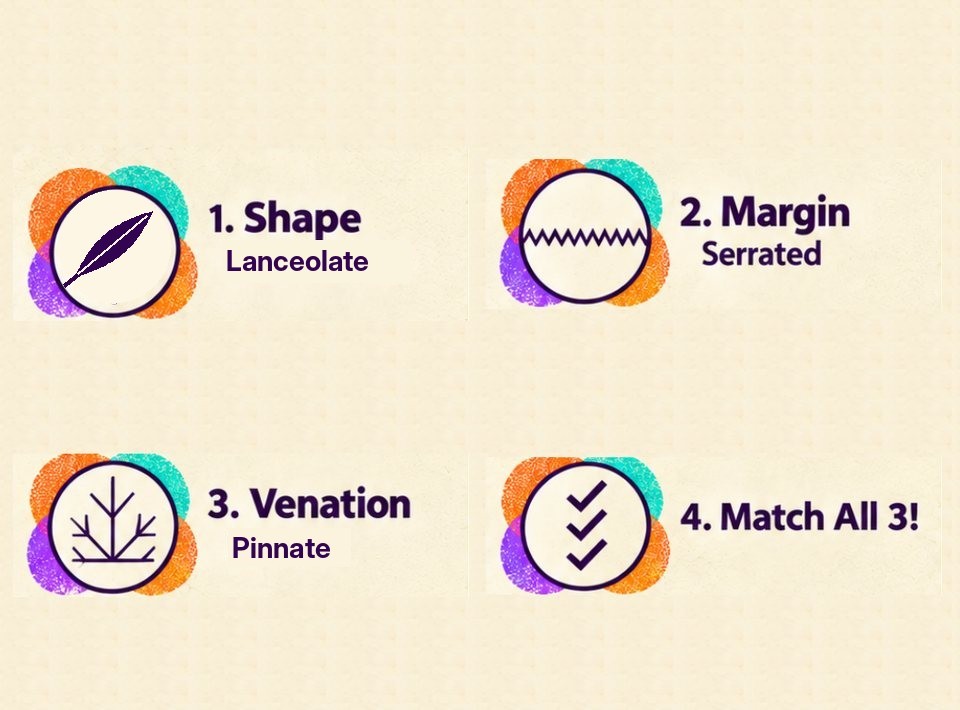 1. Shape
Lanceolate
2. Margin
Serrated
3. Venation
Pinnate
4. Match All 3!